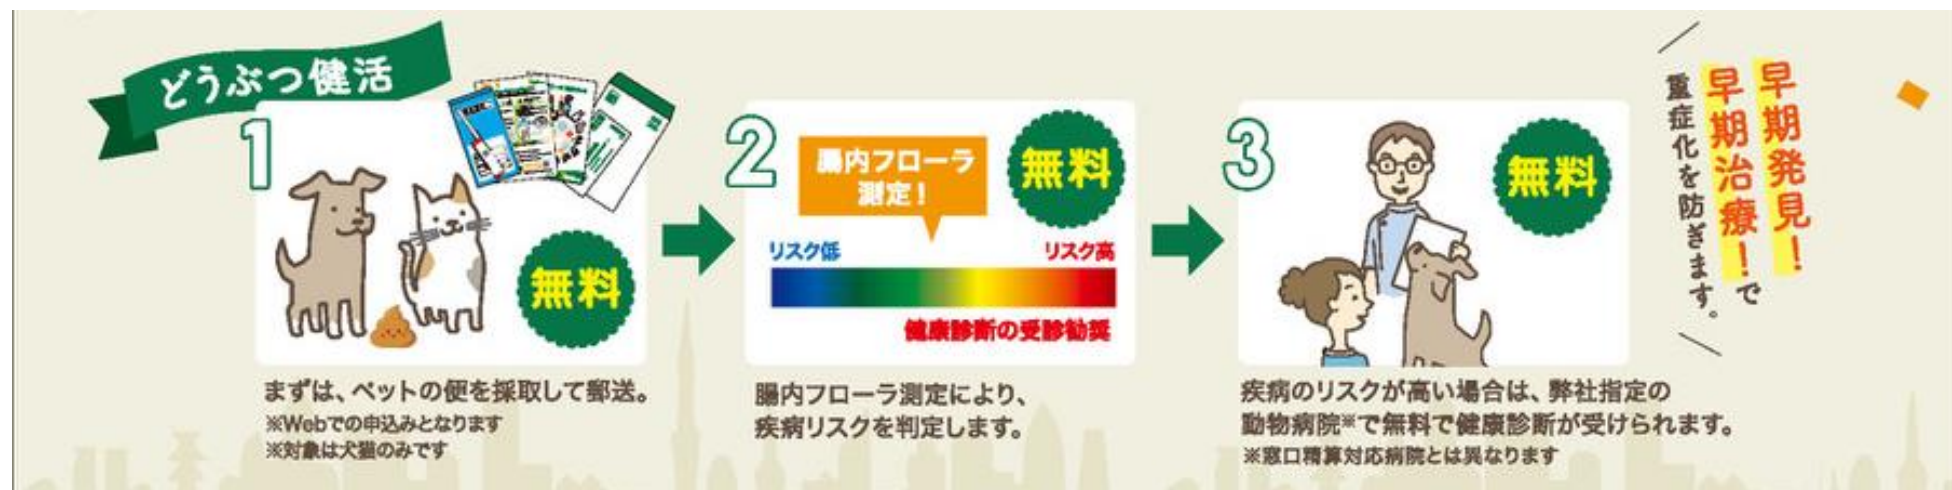 どうぶつ健活
1
無料
まずは、ペットの便を採取して郵送。
※Webでの申込みとなります
※対象は犬猫のみです
2
腸内フローラ
測定!
無料
リスク低
リスク高
健康診断の受診勧奨
腸内フローラ測定により、
疾病リスクを判定します。
3
無料
疾病のリスクが高い場合は、弊社指定の
動物病院※で無料で健康診断が受けられます。
※窓口精算対応病院とは異なります
早期発見!
早期治療!で
重症化を防ぎます。